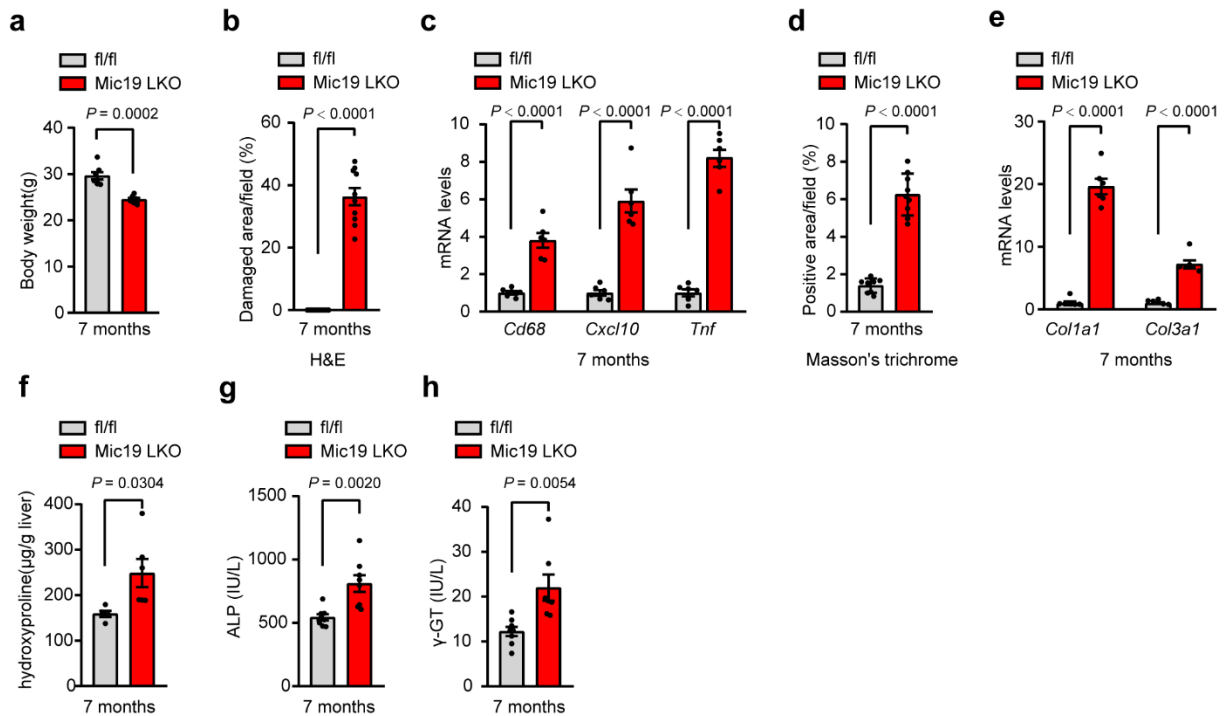 a
fl/fl
Mic19 LKO
P = 0.0002
Body weight(g)
40
30
20
10
0
7 months
b
fl/fl
Mic19 LKO
P < 0.0001
Damaged area/field (%)
60
40
20
0
7 months
H&E
c
fl/fl
Mic19 LKO
P < 0.0001 P < 0.0001 P < 0.0001
mRNA levels
10
8
6
4
2
0
Cd68 Cxcl10 Tnf
7 months
d
fl/fl
Mic19 LKO
P < 0.0001
Positive area/field (%)
10
8
6
4
2
0
7 months
Masson's trichrome
e
fl/fl
Mic19 LKO
P < 0.0001 P < 0.0001
mRNA levels
30
20
10
0
Col1a1 Col3a1
7 months
f
fl/fl
Mic19 LKO
P = 0.0304
hydroxyproline(μg/g liver)
400
300
200
100
0
7 months
g
fl/fl
Mic19 LKO
P = 0.0020
ALP (IU/L)
1500
1000
500
0
7 months
h
fl/fl
Mic19 LKO
P = 0.0054
γ-GT (IU/L)
40
30
20
10
0
7 months